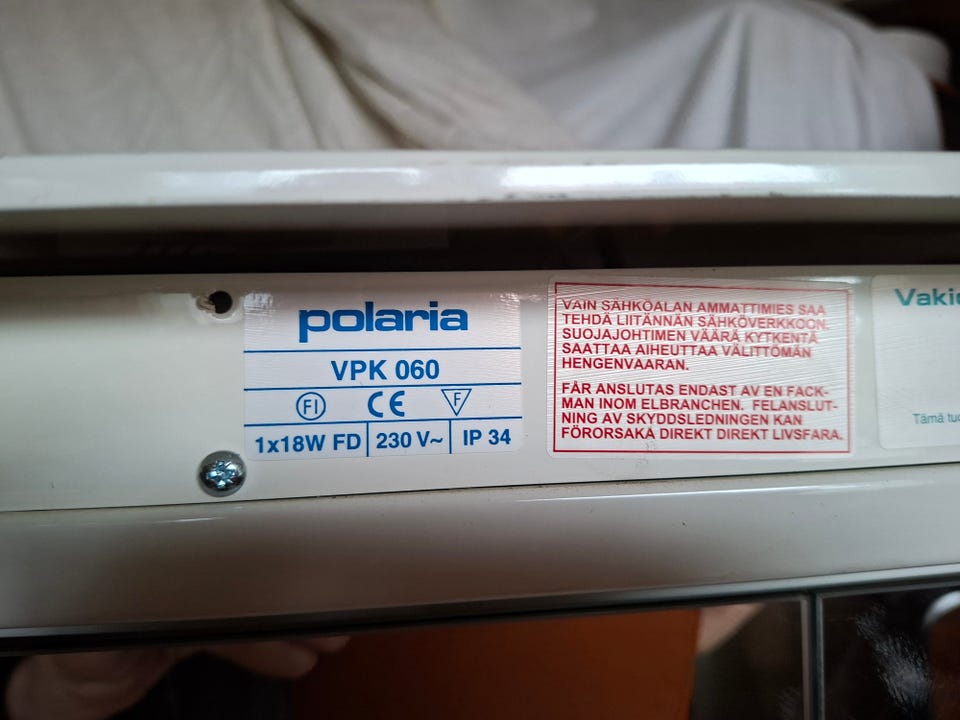 polaria
VPK 060
FI CE F
1x18W FD 230 V~ IP 34
VAIN SÄHKÖALAN AMMATTIMIES SAA
TEHDÄ LIITÄNNÄN SÄHKÖVERKKOON.
SUOJAJOHTIMEN VÄÄRÄ KYTKENTÄ
SAATTAA AIHEUTTAA VÄLITTÖMÄN
HENGENVAARAN.
FÅR ANSLUTAS ENDAST AV EN FACK-
MAN INOM ELBRANCHEN. FELANSLUT-
NING AV SKYDDSLEDNINGEN KAN
FÖRORSAKA DIREKT DIREKT LIVSFARA.
Tämä